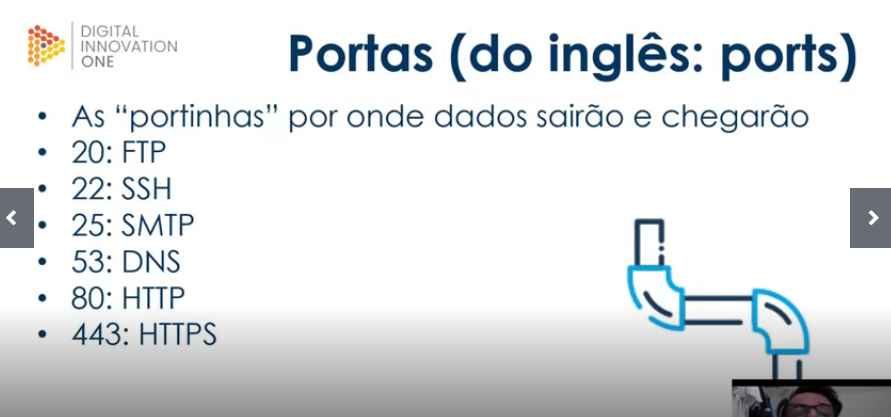 DIGITAL
INNOVATION
ONE
Portas (do inglês: ports)
• As “portinhas” por onde dados sairão e chegarão
• 20: FTP
• 22: SSH
• 25: SMTP
• 53: DNS
• 80: HTTP
• 443: HTTPS